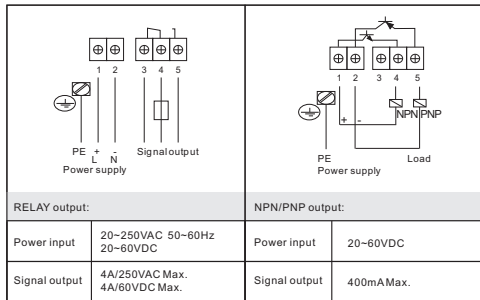 1 2 3 4 5
PE + - Signal output
L N
Power supply
1 2 3 4 5
+ - NPN PNP
PE Load
Power supply
RELAY output:
Power input
20~250VAC 50~60Hz
20~60VDC
Signal output
4A/250VAC Max.
4A/60VDC Max.
NPN/PNP output:
Power input
20~60VDC
Signal output
400mA Max.